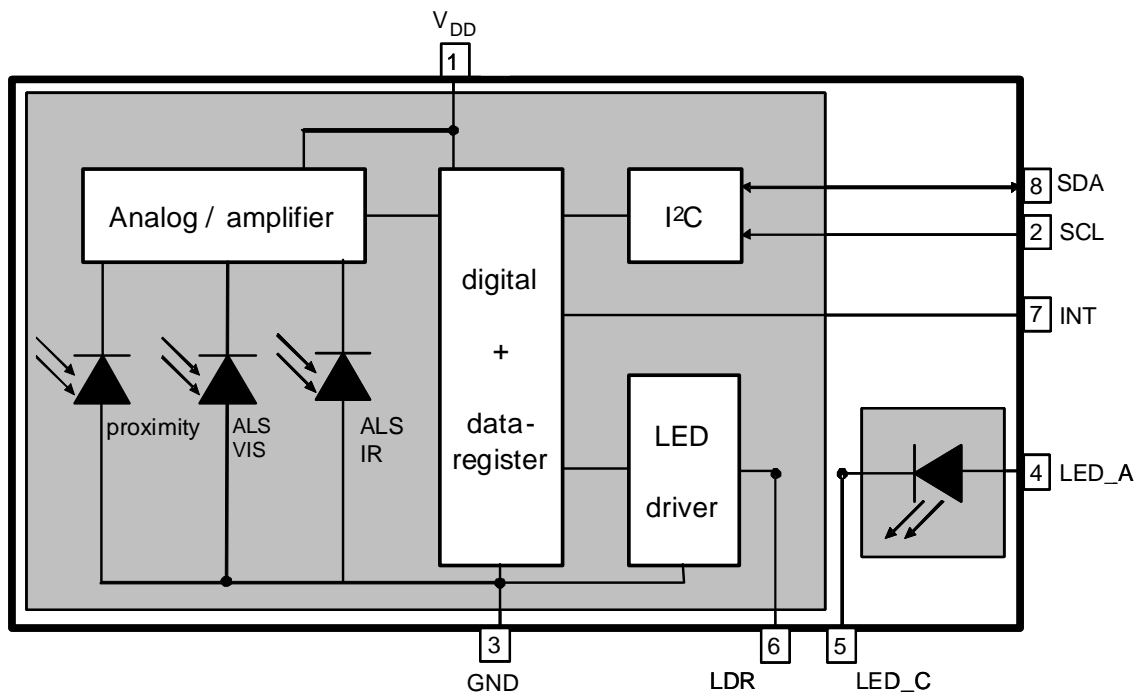 VDD
1
Analog / amplifier
I²C
8 SDA
2 SCL
digital
+
data-
register
7 INT
proximity
ALS
VIS
ALS
IR
LED
driver
4 LED_A
3
GND
6
LDR
5
LED_C